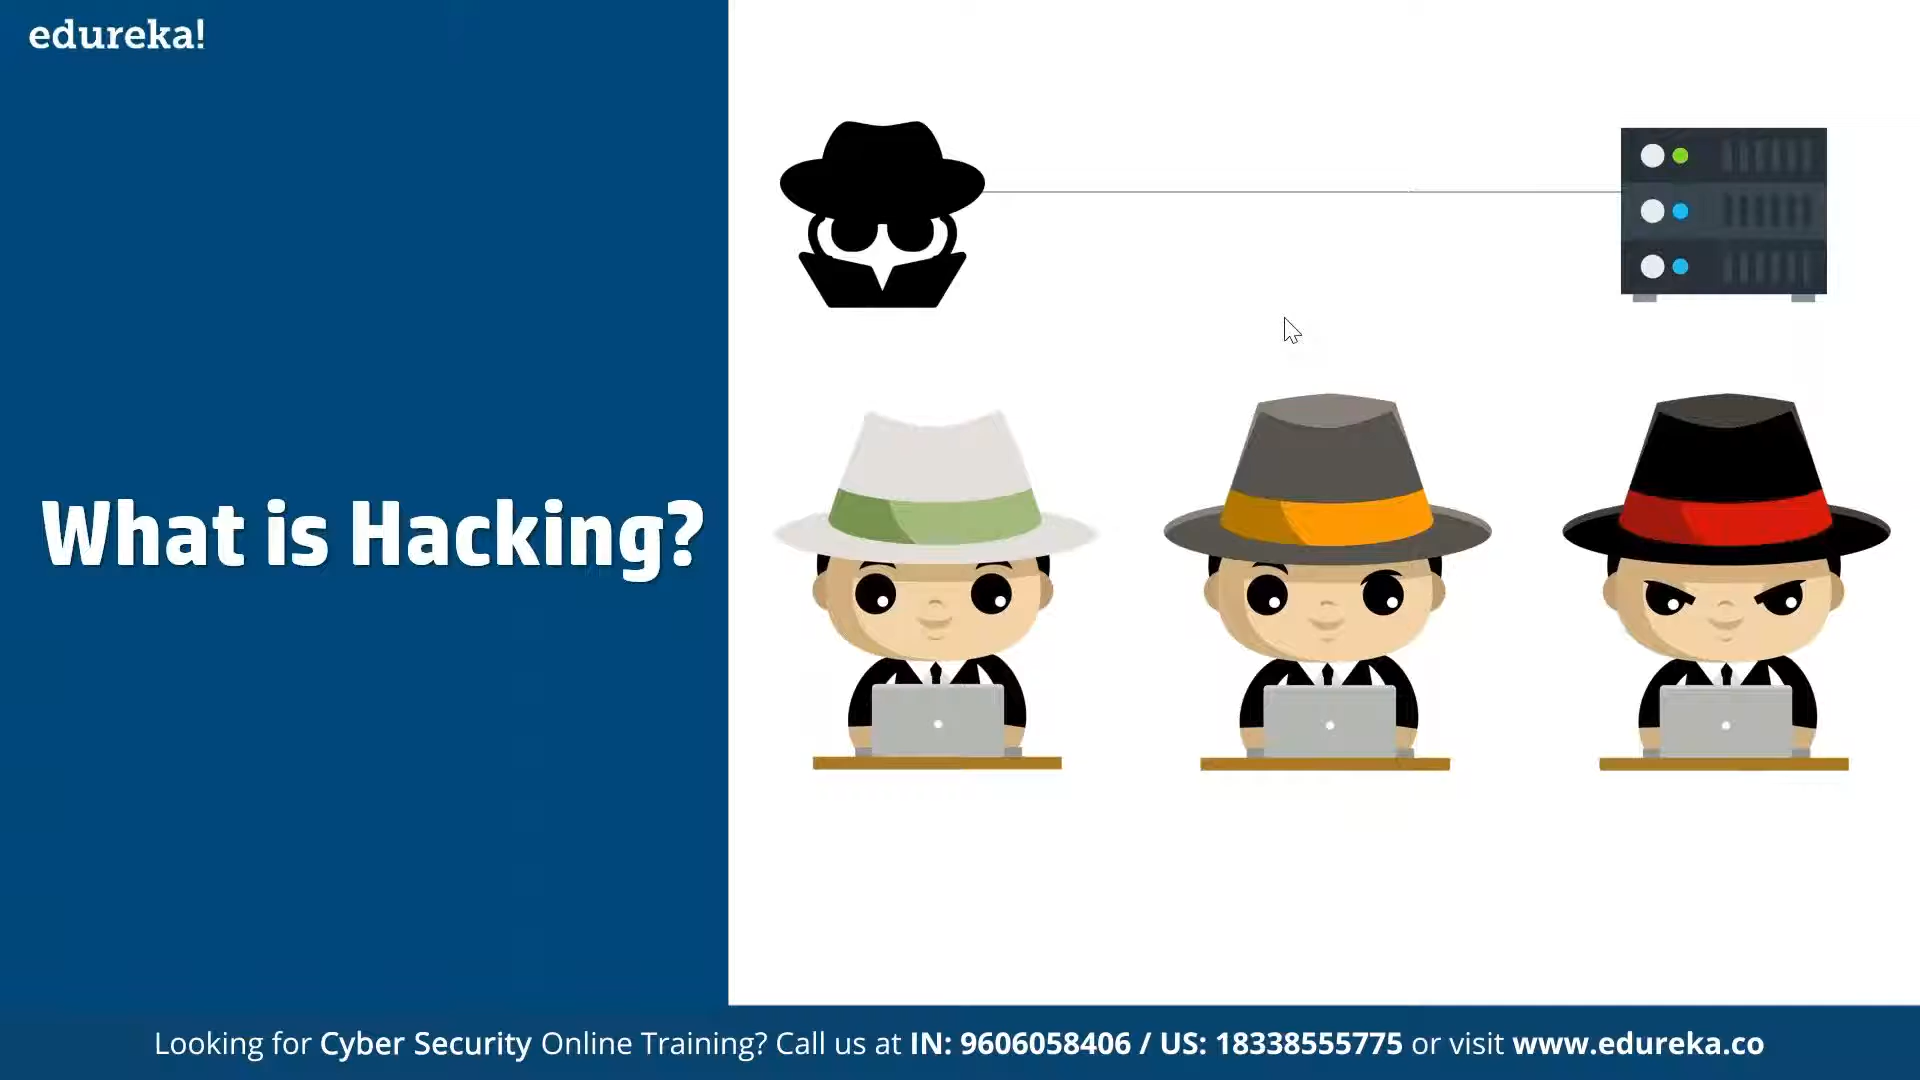 edureka!
What is Hacking?
Looking for Cyber Security Online Training? Call us at IN: 9606058406 / US: 18338555775 or visit www.edureka.co